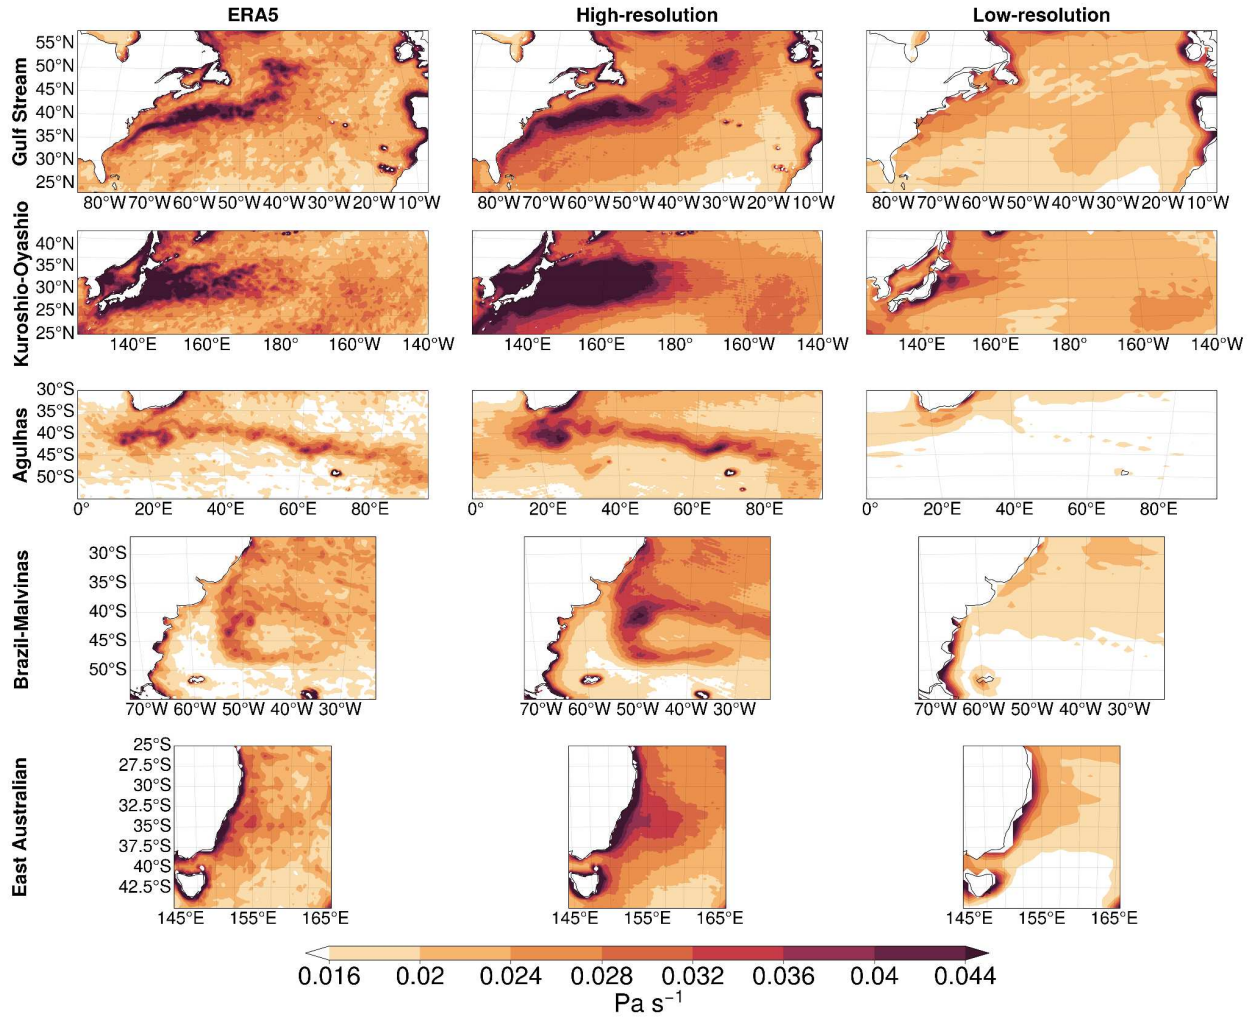 ERA5 High-resolution Low-resolution
Gulf Stream
55°N
50°N
45°N
40°N
35°N
30°N
25°N
80°W 70°W 60°W 50°W 40°W 30°W 20°W 10°W
80°W 70°W 60°W 50°W 40°W 30°W 20°W 10°W
80°W 70°W 60°W 50°W 40°W 30°W 20°W 10°W
Kuroshio-Oyashio
40°N
35°N
30°N
25°N
25°N
140°E 160°E 180° 160°W 140°W
140°E 160°E 180° 160°W 140°W
140°E 160°E 180° 160°W 140°W
Agulhas
30°S
35°S
40°S
45°S
50°S
0° 20°E 40°E 60°E 80°E
0° 20°E 40°E 60°E 80°E
0° 20°E 40°E 60°E 80°E
Brazil-Malvinas
30°S
35°S
40°S
45°S
50°S
70°W 60°W 50°W 40°W 30°W
70°W 60°W 50°W 40°W 30°W
70°W 60°W 50°W 40°W 30°W
East Australian
25°S
27.5°S
30°S
32.5°S
35°S
37.5°S
40°S
42.5°S
145°E 155°E 165°E
145°E 155°E 165°E
145°E 155°E 165°E
0.016 0.02 0.024 0.028 0.032 0.036 0.04 0.044
Pa s⁻¹